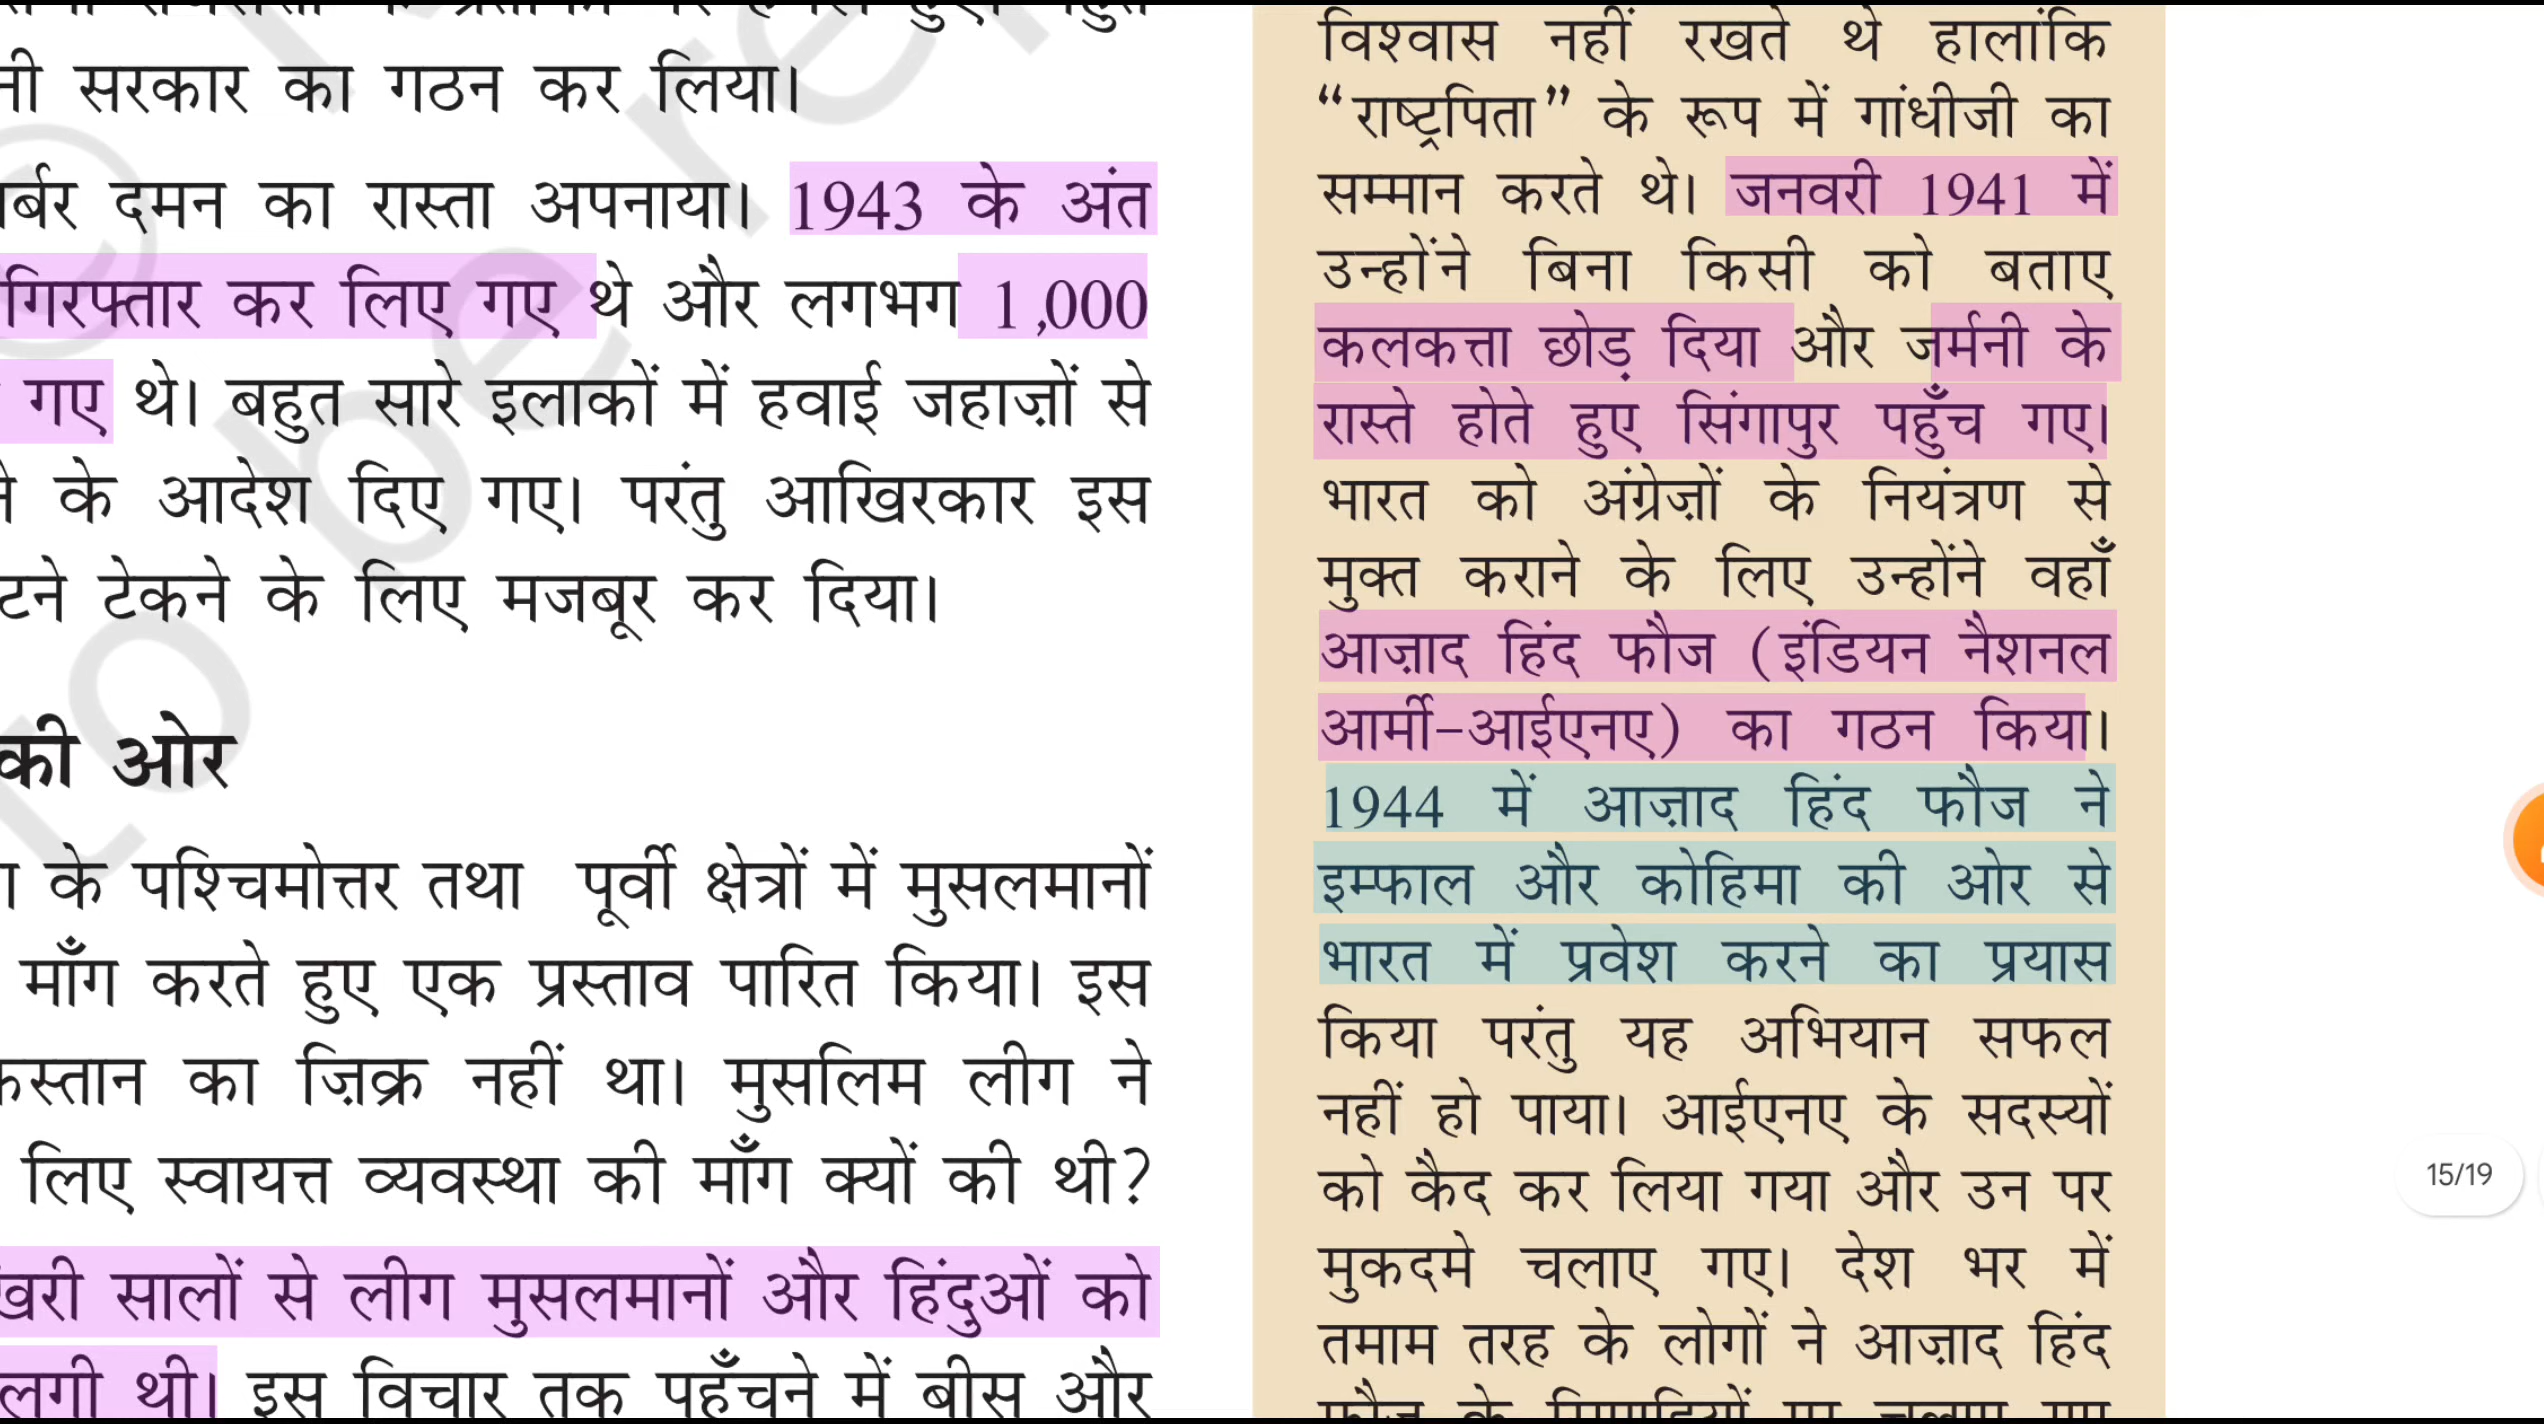 नी सरकार का गठन कर लिया।
र्बर दमन का रास्ता अपनाया। 1943 के अंत
गिरफ्तार कर लिए गए थे और लगभग 1,000
गए थे। बहुत सारे इलाकों में हवाई जहाज़ों से
के आदेश दिए गए। परंतु आखिरकार इस
टने टेकने के लिए मजबूर कर दिया।
की ओर
के पश्चिमोत्तर तथा पूर्वी क्षेत्रों में मुसलमानों
माँग करते हुए एक प्रस्ताव पारित किया। इस
कस्तान का ज़िक्र नहीं था। मुसलिम लीग ने
लिए स्वायत्त व्यवस्था की माँग क्यों की थी?
खरी सालों से लीग मुसलमानों और हिंदुओं को
लगी थी। इस विचार तक पहुँचने में बीस और
विश्वास नहीं रखते थे हालांकि
“राष्ट्रपिता” के रूप में गांधीजी का
सम्मान करते थे। जनवरी 1941 में
उन्होंने बिना किसी को बताए
कलकत्ता छोड़ दिया और जर्मनी के
रास्ते होते हुए सिंगापुर पहुँच गए।
भारत को अंग्रेज़ों के नियंत्रण से
मुक्त कराने के लिए उन्होंने वहाँ
आज़ाद हिंद फौज (इंडियन नैशनल
आर्मी-आईएनए) का गठन किया।
1944 में आज़ाद हिंद फौज ने
इम्फाल और कोहिमा की ओर से
भारत में प्रवेश करने का प्रयास
किया परंतु यह अभियान सफल
नहीं हो पाया। आईएनए के सदस्यों
को कैद कर लिया गया और उन पर
मुकदमे चलाए गए। देश भर में
तमाम तरह के लोगों ने आज़ाद हिंद
15/19
to be re